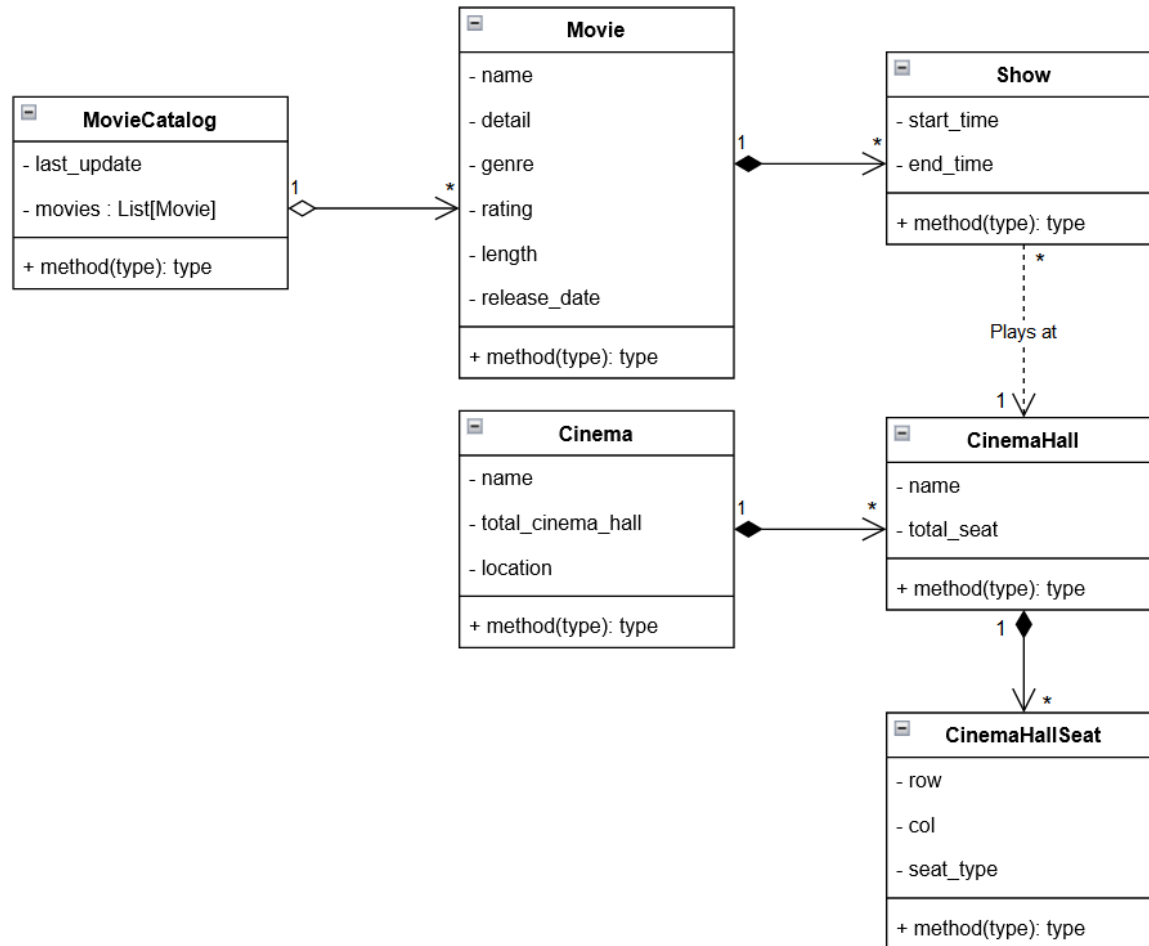 MovieCatalog
- last_update
- movies : List[Movie]
+ method(type): type
1
*
Movie
- name
- detail
- genre
- rating
- length
- release_date
+ method(type): type
1
*
Show
- start_time
- end_time
+ method(type): type
*
Plays at
1
Cinema
- name
- total_cinema_hall
- location
+ method(type): type
1
*
CinemaHall
- name
- total_seat
+ method(type): type
1
*
CinemaHallSeat
- row
- col
- seat_type
+ method(type): type